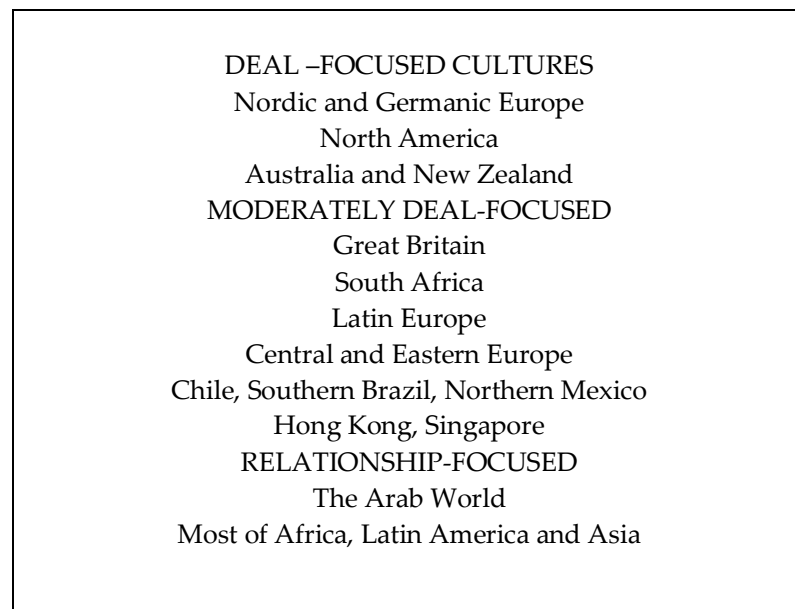 DEAL –FOCUSED CULTURES
Nordic and Germanic Europe
North America
Australia and New Zealand
MODERATELY DEAL-FOCUSED
Great Britain
South Africa
Latin Europe
Central and Eastern Europe
Chile, Southern Brazil, Northern Mexico
Hong Kong, Singapore
RELATIONSHIP-FOCUSED
The Arab World
Most of Africa, Latin America and Asia